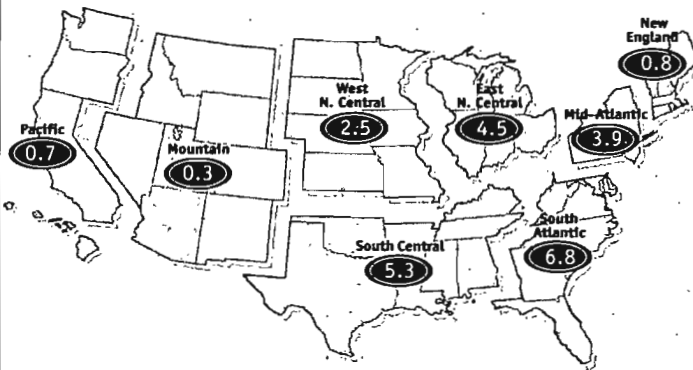 New
England
0.8
West
N. Central
2.5
East
N. Central
4.5
Mid-Atlantic
3.9
Pacific
0.7
Mountain
0.3
South Central
5.3
South
Atlantic
6.8